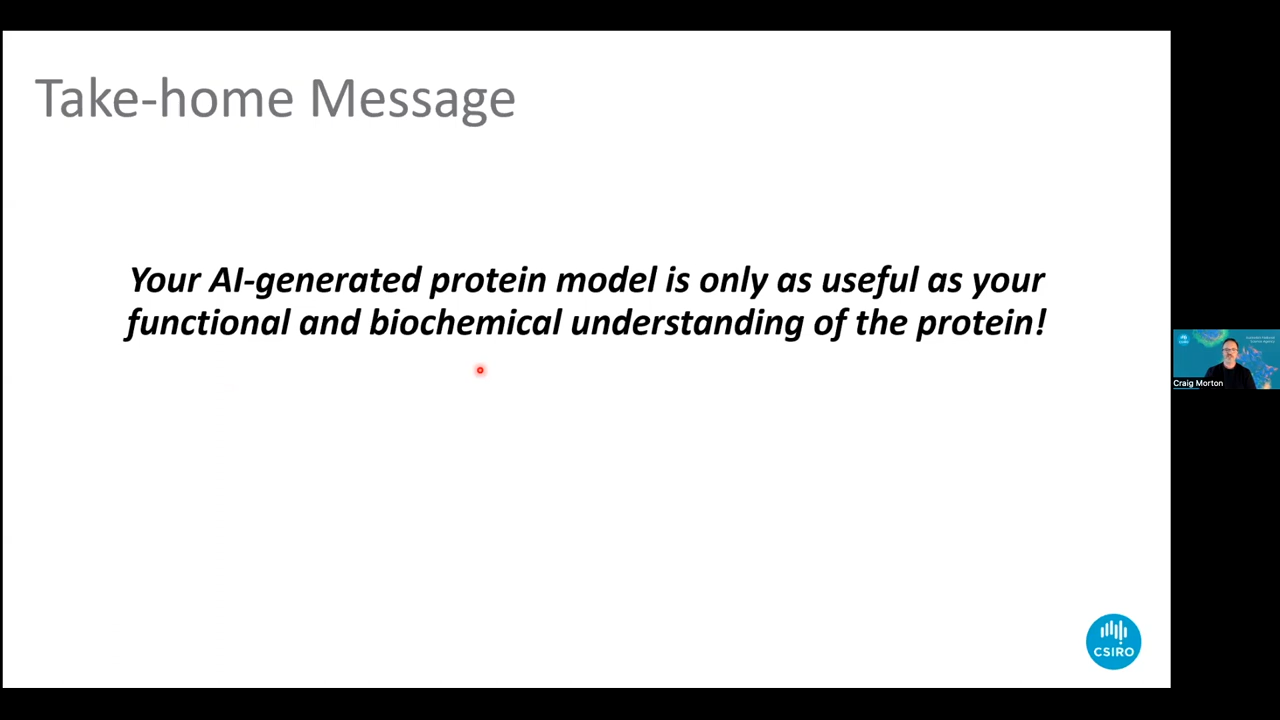 Take-home Message
Your AI-generated protein model is only as useful as your
functional and biochemical understanding of the protein!
Craig Morton
CSIRO